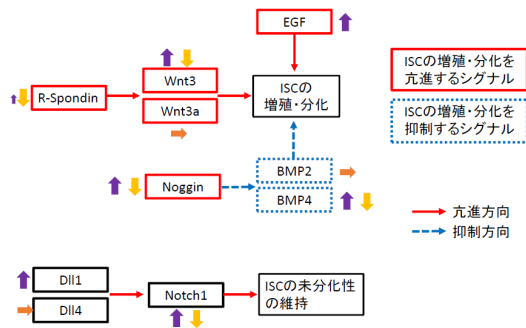 EGF
ISCの増殖・分化を
亢進するシグナル
Wnt3
R-Spondin
ISCの
増殖・分化
Wnt3a
ISCの増殖・分化を
抑制するシグナル
BMP2
Noggin
BMP4
亢進方向
抑制方向
Dll1
Notch1
ISCの未分化性
の維持
Dll4